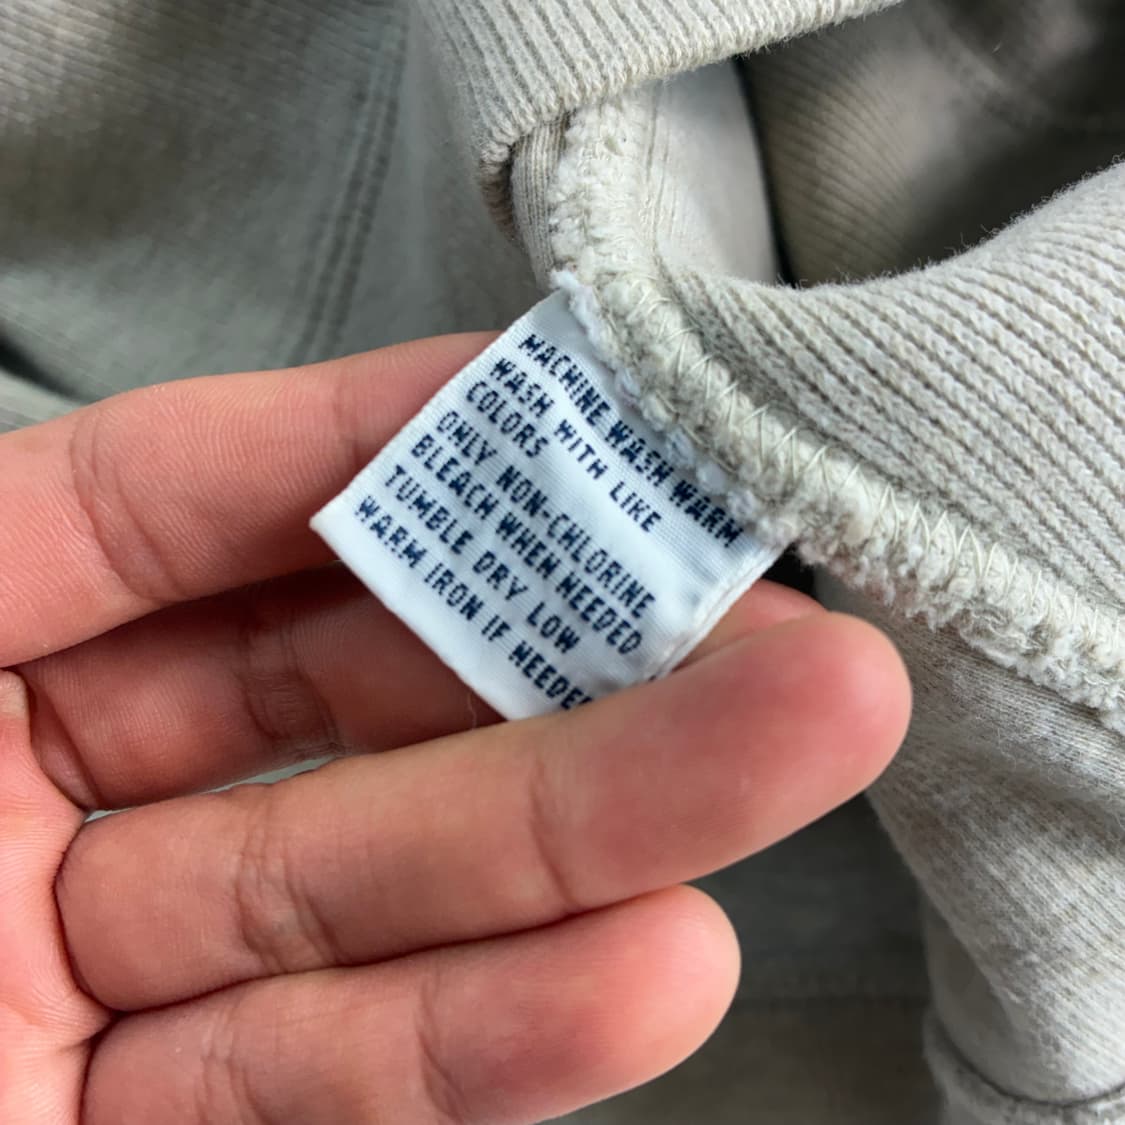 MACHINE WASH WARM
WASH WITH LIKE
COLORS
ONLY NON-CHLORINE
BLEACH WHEN NEEDED
TUMBLE DRY LOW
WARM IRON IF NEEDED